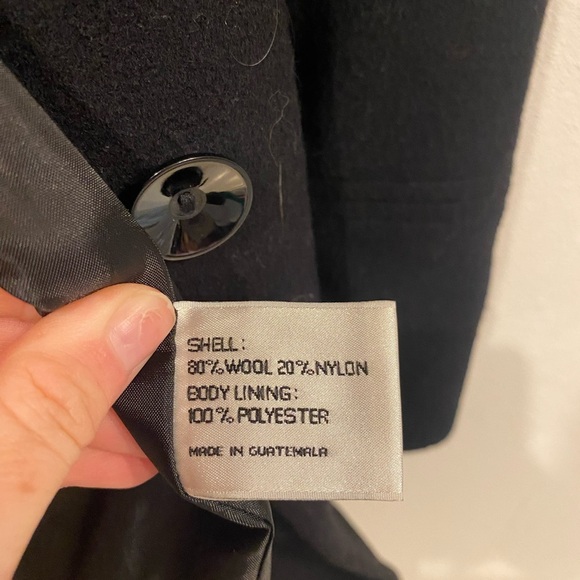 SHELL:
80%WOOL 20%NYLON
BODY LINING:
100%POLYESTER
MADE IN GUATEMALA